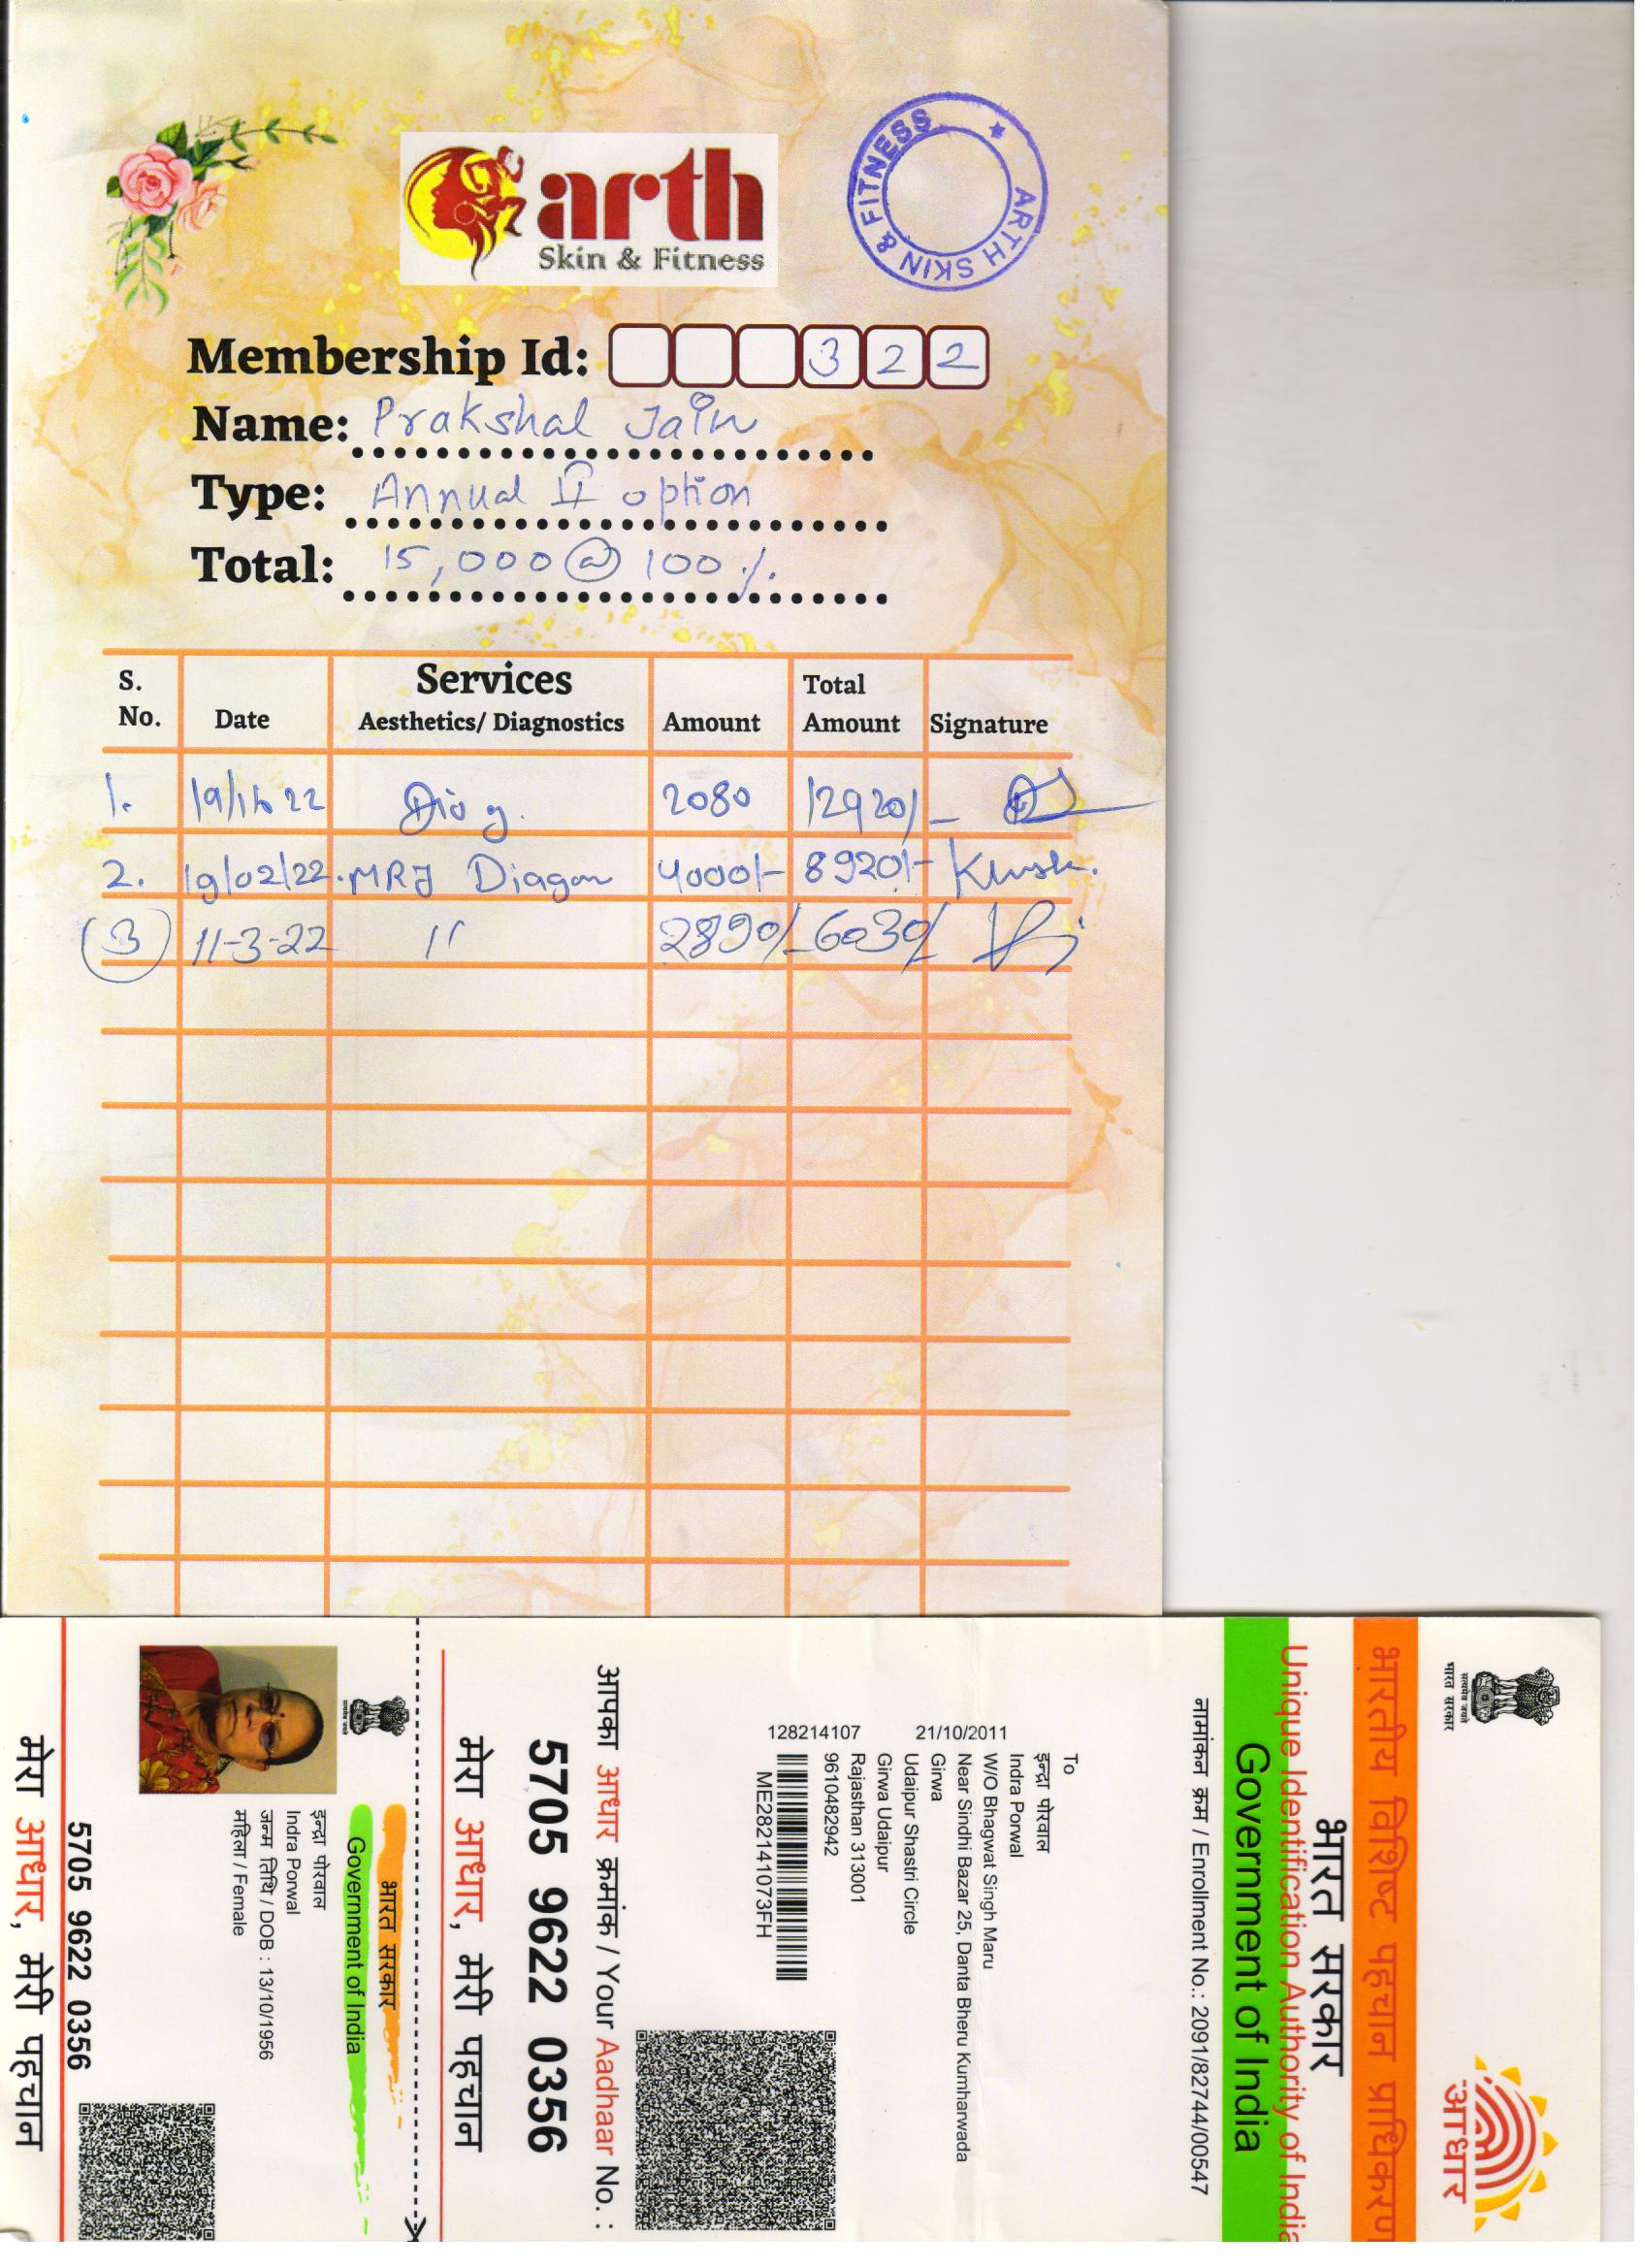 arth
Skin & Fitness
ARTH SKIN & FITNESS
Membership Id: 3 2 2
Name: Prakshal Jain
Type: Annual II option
Total: 15,000 @ 100 %
S. No. Date Services Aesthetics/ Diagnostics Amount Total Amount Signature
1. 2080 12920/-
2. 19/02/22. Diagon 4000/- 8920/-
3 11-3-22 11 2890/- 6030/
भारत सरकार
आधार
भारतीय विशिष्ट पहचान प्राधिकरण
भारत सरकार
Unique Identification Authority of India
Government of India
नामांकन क्रम / Enrollment No.: 2091/82744/00547
To
इन्द्रा पोरवाल
Indra Porwal
W/O Bhagwat Singh Maru
Near Sindhi Bazar 25, Danta Bheru Kumharwada
Girwa
Udaipur Shastri Circle
Girwa Udaipur
Rajasthan 313001
9610482942
21/10/2011
128214107
ME282141073FH
आपका आधार क्रमांक / Your Aadhaar No. :
5705 9622 0356
मेरा आधार, मेरी पहचान
भारत सरकार
Government of India
इन्द्रा पोरवाल
Indra Porwal
जन्म तिथि / DOB : 13/10/1956
महिला / Female
5705 9622 0356
मेरा आधार, मेरी पहचान